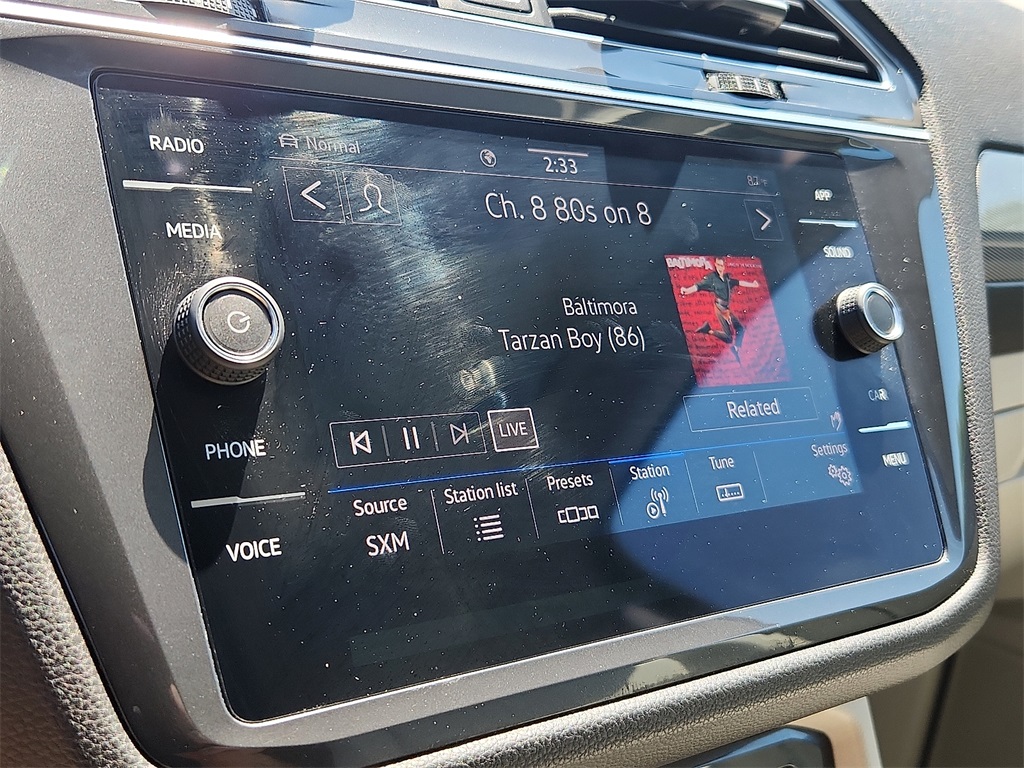 RADIO
MEDIA
PHONE
VOICE
Normal
2:33
Ch. 8 80s on 8
Baltimora
Tarzan Boy (86)
BALTIMORA
Related
LIVE
Source
SXM
Station list
Presets
Station
Tune
Settings
APP
SOUND
CAR
MENU